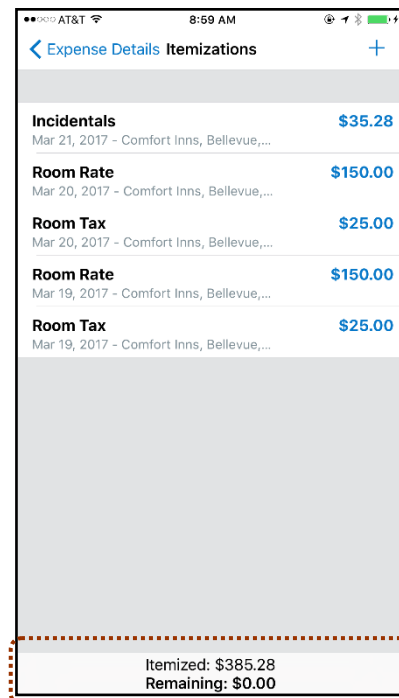 AT&T 8:59 AM
Expense Details Itemizations +
Incidentals $35.28
Mar 21, 2017 - Comfort Inns, Bellevue,...
Room Rate $150.00
Mar 20, 2017 - Comfort Inns, Bellevue,...
Room Tax $25.00
Mar 20, 2017 - Comfort Inns, Bellevue,...
Room Rate $150.00
Mar 19, 2017 - Comfort Inns, Bellevue,...
Room Tax $25.00
Mar 19, 2017 - Comfort Inns, Bellevue,...
Itemized: $385.28
Remaining: $0.00